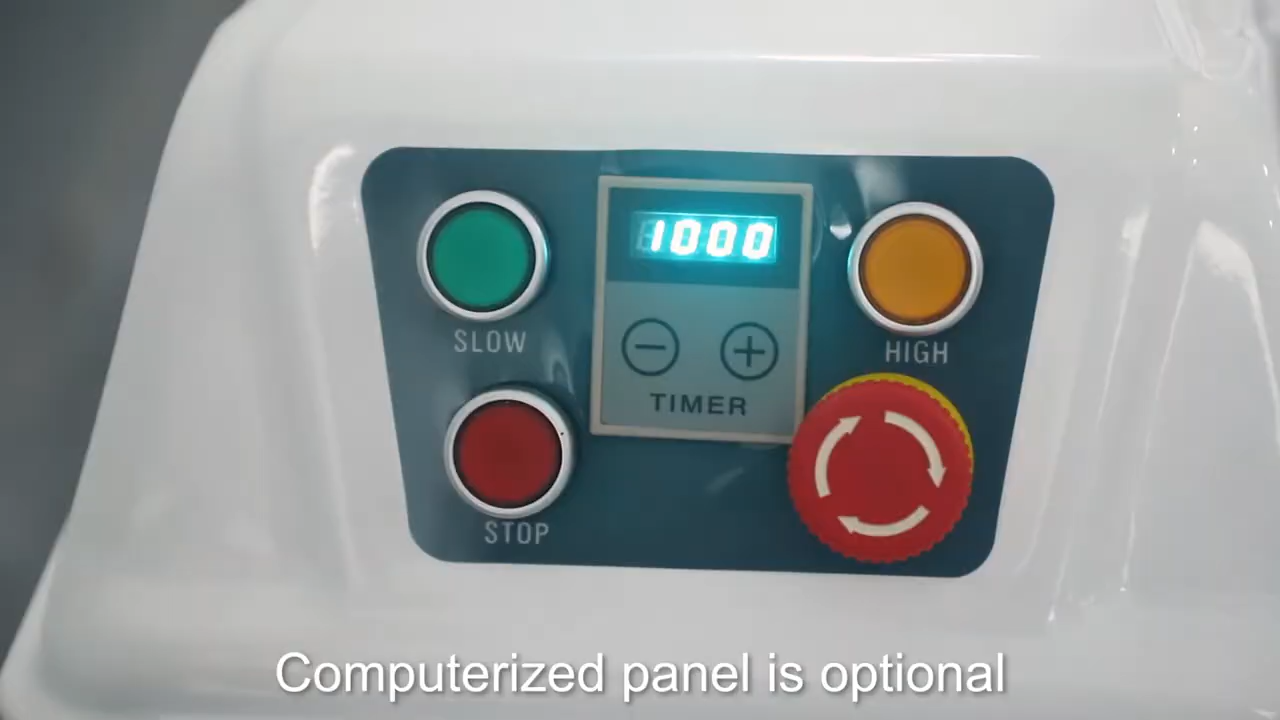 1000
SLOW
HIGH
TIMER
STOP
Computerized panel is optional